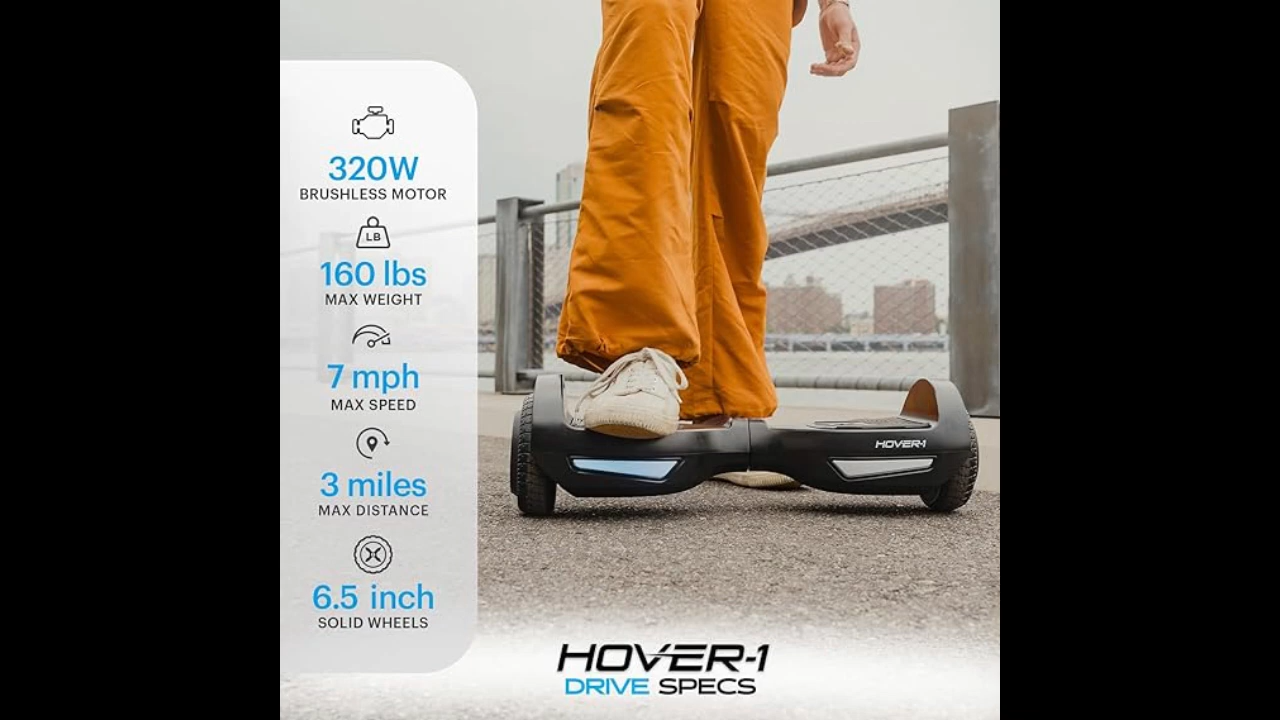 320W
BRUSHLESS MOTOR
LB
160 lbs
MAX WEIGHT
7 mph
MAX SPEED
3 miles
MAX DISTANCE
6.5 inch
SOLID WHEELS
HOVER-1
HOVER-1
DRIVE SPECS